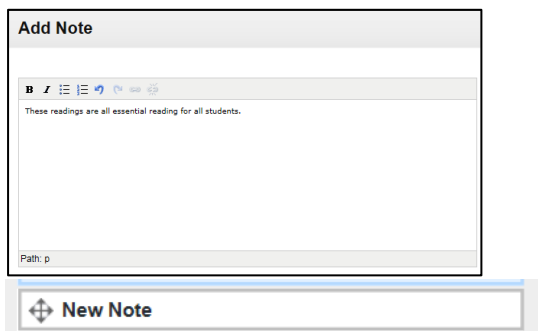 Add Note
B I
These readings are all essential reading for all students.
Path: p
New Note